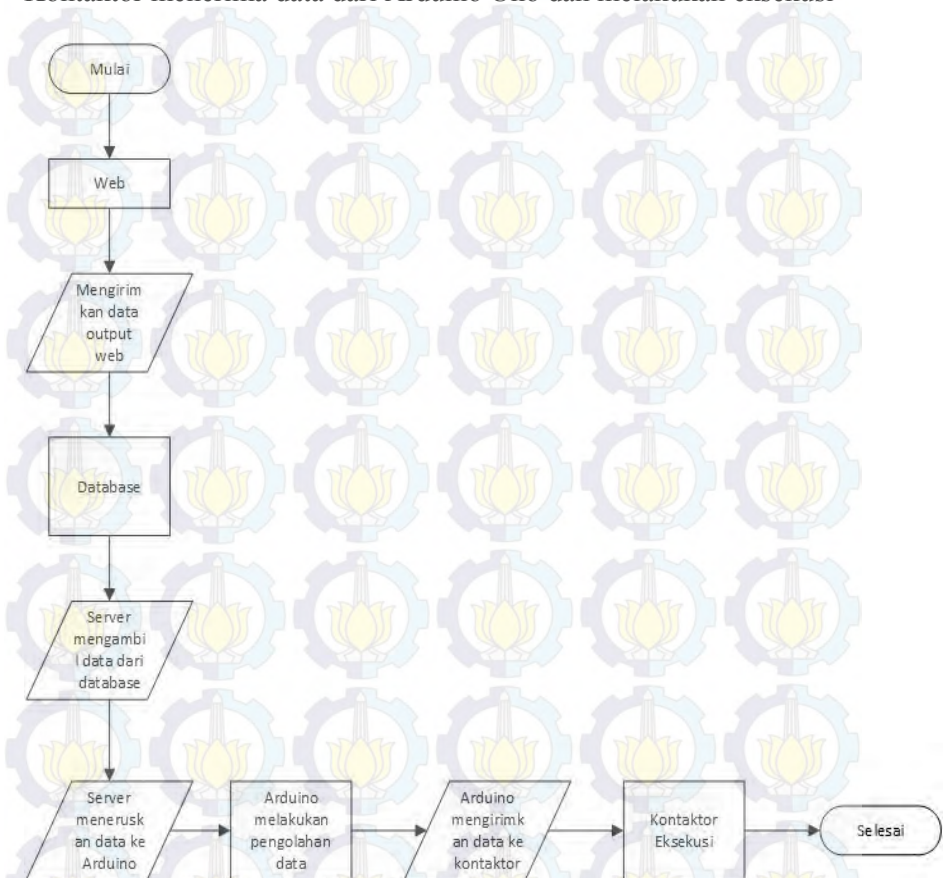 Kontaktor menerima data dari Arduino Uno dan melakukan eksekusi
Mulai
Web
Mengirim
kan data
output
web
Database
Server
mengambi
l data dari
database
Server
menerusk
an data ke
Arduino
Arduino
melakukan
pengolahan
data
Arduino
mengirimk
an data ke
kontaktor
Kontaktor
Eksekusi
Selesai